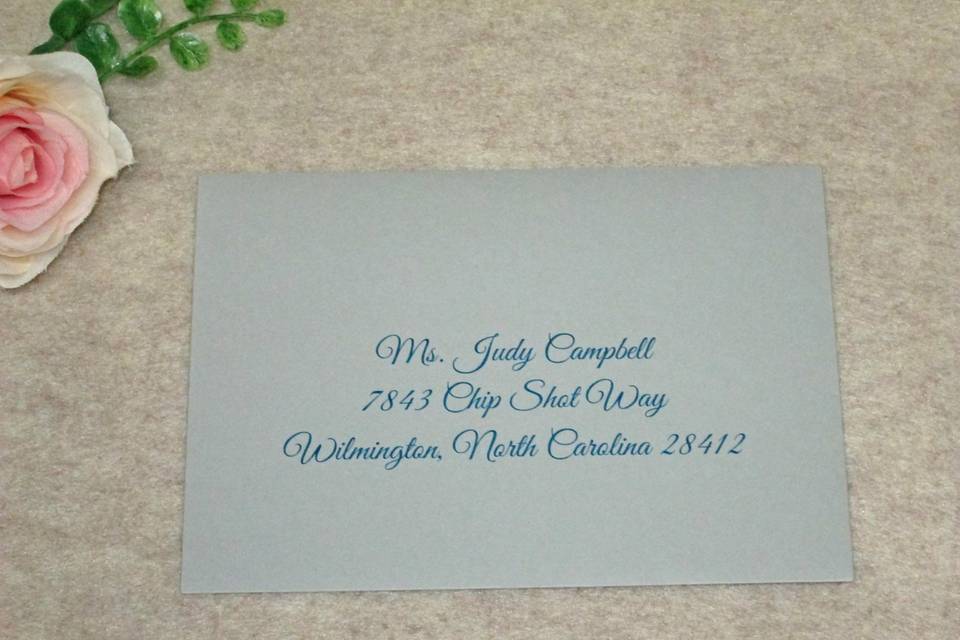 Ms. Judy Campbell
7843 Chip Shot Way
Wilmington, North Carolina 28412